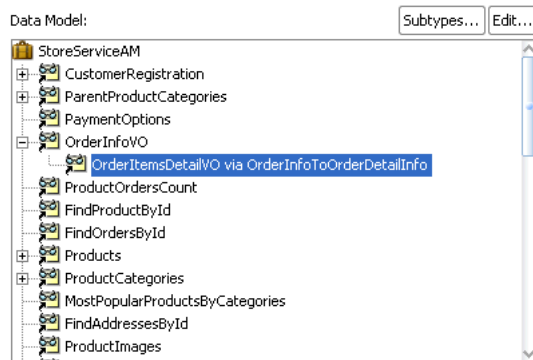 Data Model:
Subtypes... Edit...
StoreServiceAM
CustomerRegistration
ParentProductCategories
PaymentOptions
OrderInfoVO
OrderItemsDetailVO via OrderInfoToOrderDetailInfo
ProductOrdersCount
FindProductById
FindOrdersById
Products
ProductCategories
MostPopularProductsByCategories
FindAddressesById
ProductImages